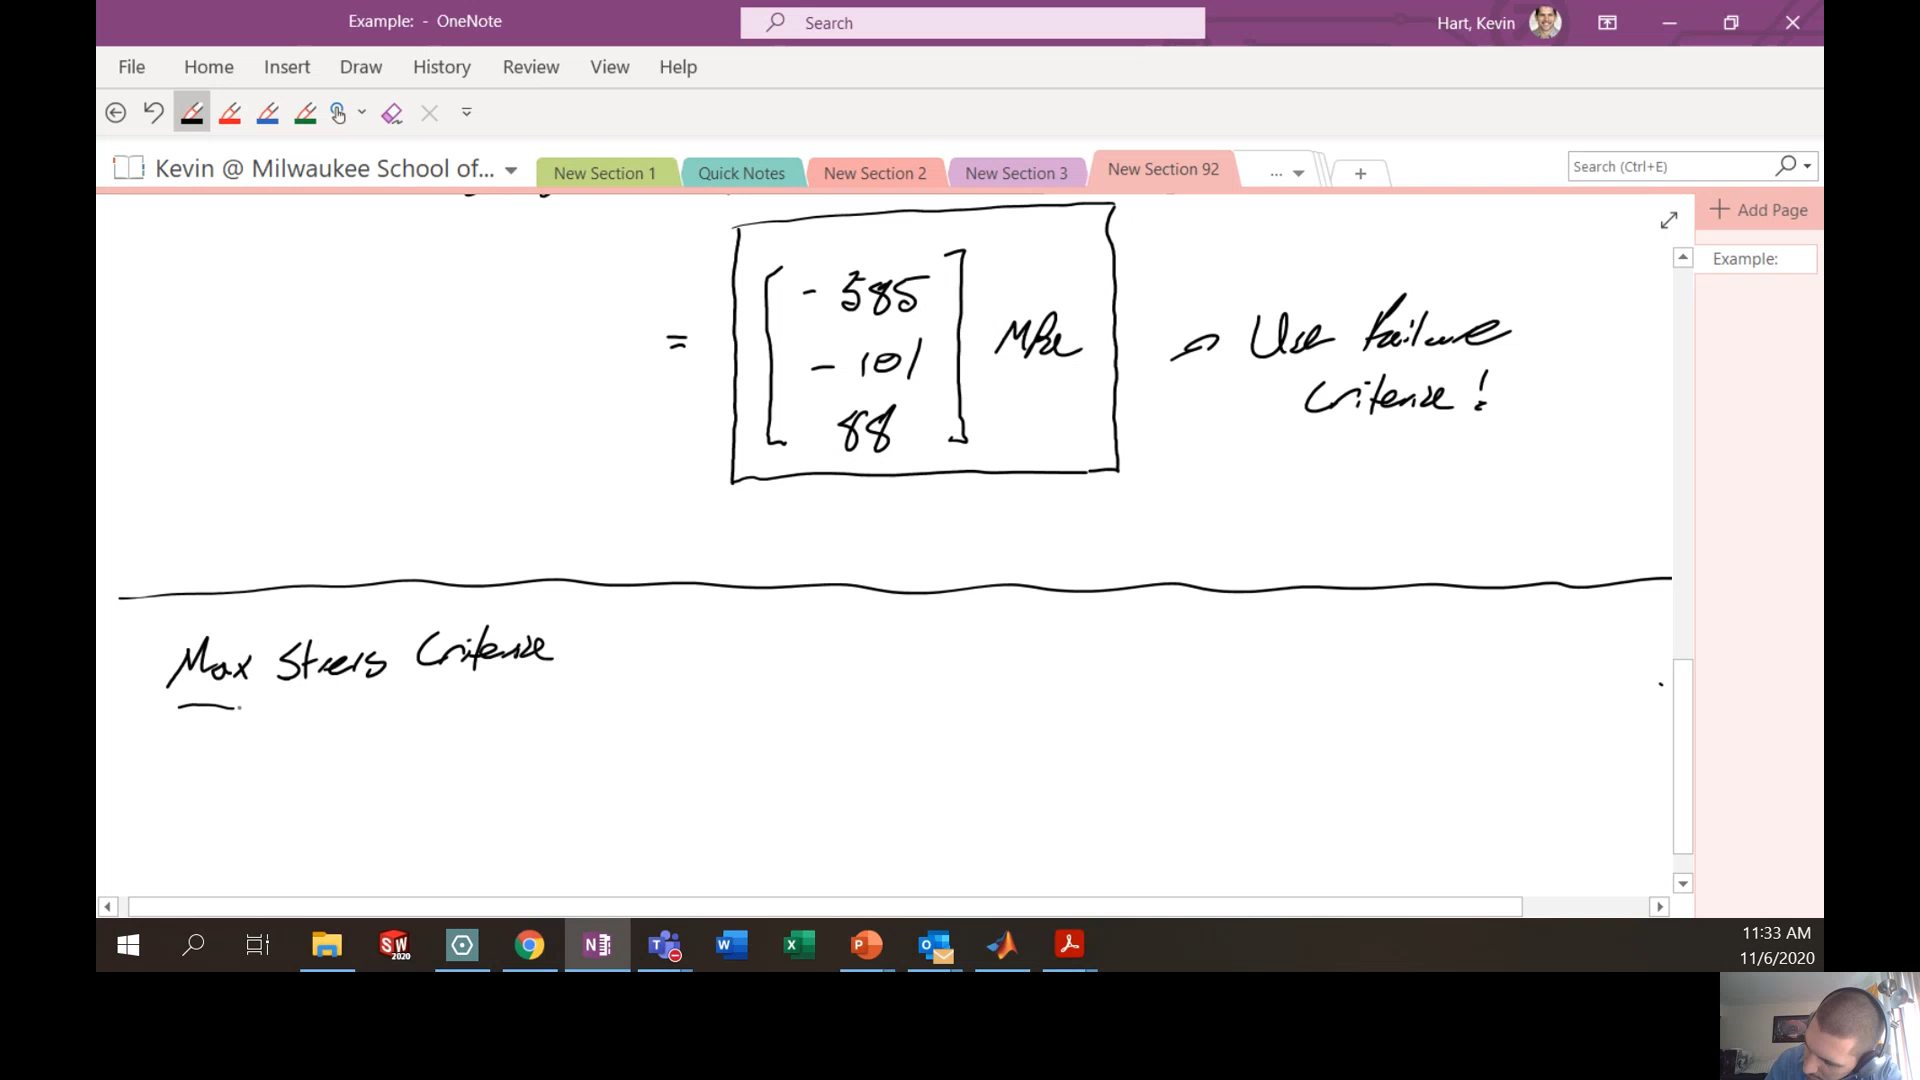 Example: - OneNote
Search
Hart, Kevin
File Home Insert Draw History Review View Help
Kevin @ Milwaukee School of...
New Section 1
Quick Notes
New Section 2
New Section 3
New Section 92
...
Search (Ctrl+E)
Add Page
Example:
= [ - 585
- 101
88 ] MPa
Use Failure
Criteria !
Max Stress Criteria
11:33 AM
11/6/2020